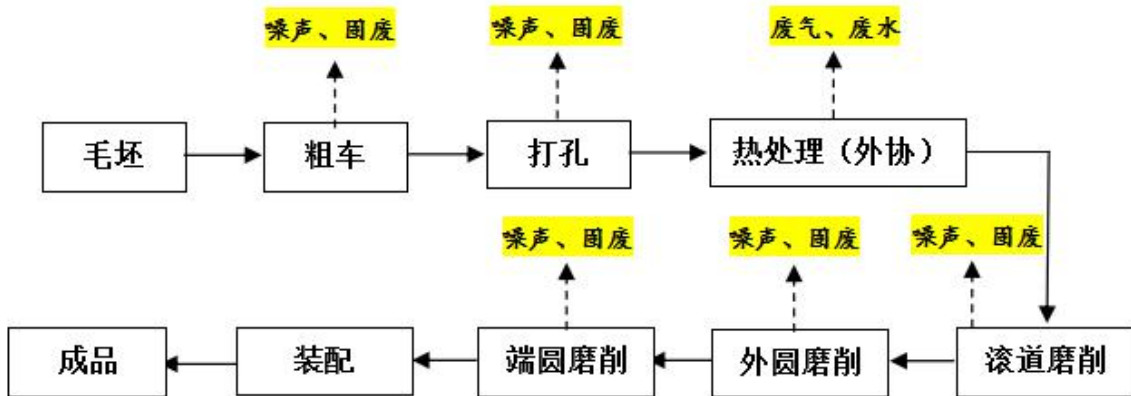 噪声、固废
噪声、固废
废气、废水
毛坯
粗车
打孔
热处理（外协）
噪声、固废
噪声、固废
噪声、固废
成品
装配
端圆磨削
外圆磨削
滚道磨削